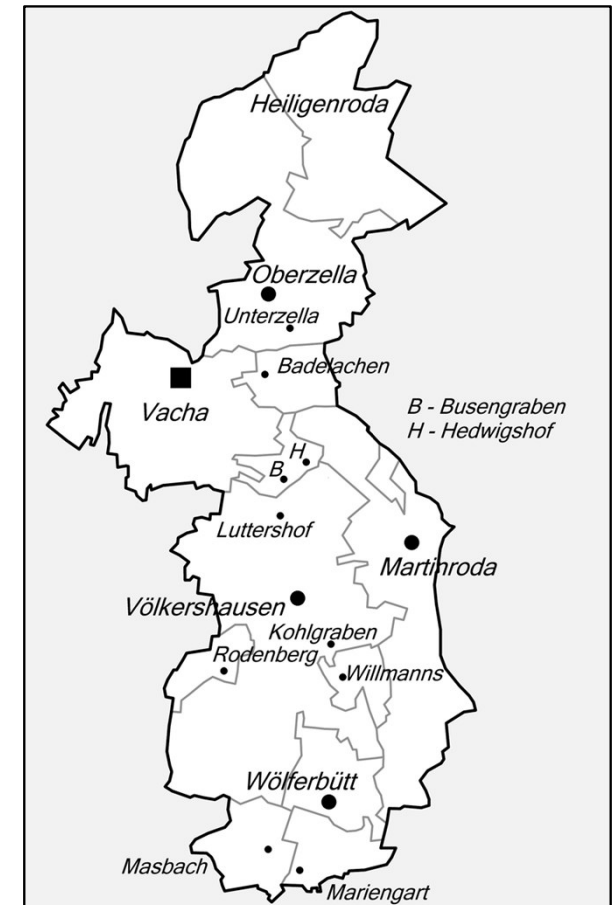 Heiligenroda
Oberzella
Unterzella
Badelachen
Vacha
B - Busengraben
H - Hedwigshof
H
B
Luttershof
Martinroda
Völkershausen
Kohlgraben
Rodenberg
Willmanns
Wölferbütt
Masbach
Mariengart